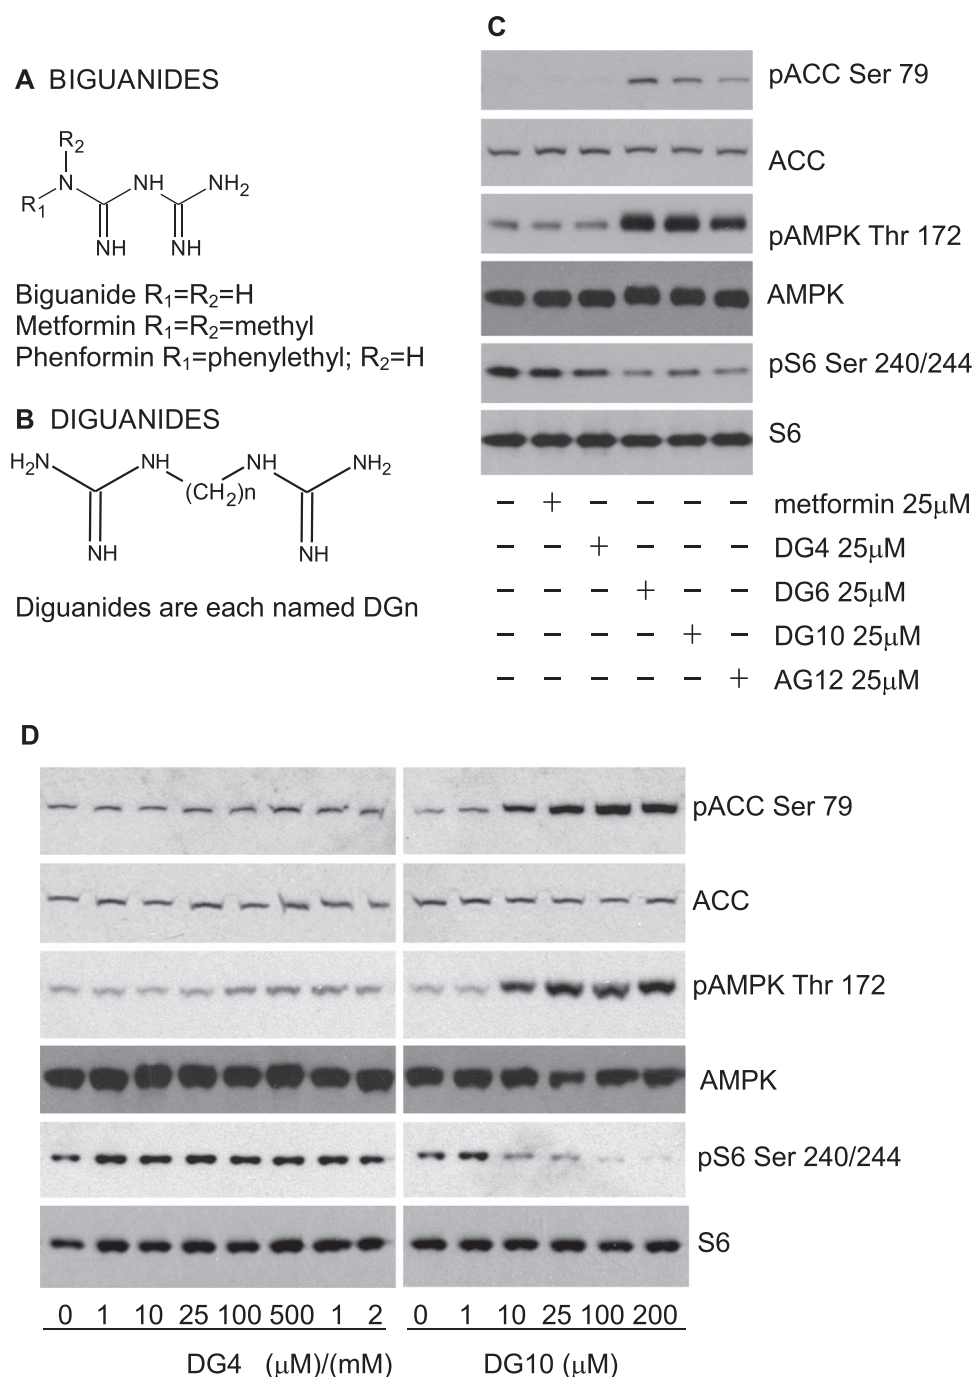 A BIGUANIDES
R2
N
R1
NH
NH2
NH
NH
Biguanide R1=R2=H
Metformin R1=R2=methyl
Phenformin R1=phenylethyl; R2=H
B DIGUANIDES
H2N
NH
(CH2)n
NH
NH2
NH
NH
Diguanides are each named DGn
C
pACC Ser 79
ACC
pAMPK Thr 172
AMPK
pS6 Ser 240/244
S6
– + – – – – metformin 25μM
– – + – – – DG4 25μM
– – – + – – DG6 25μM
– – – – + – DG10 25μM
– – – – – + AG12 25μM
D
pACC Ser 79
ACC
pAMPK Thr 172
AMPK
pS6 Ser 240/244
S6
0 1 10 25 100 500 1 2 0 1 10 25 100 200
DG4 (μM)/(mM) DG10 (μM)